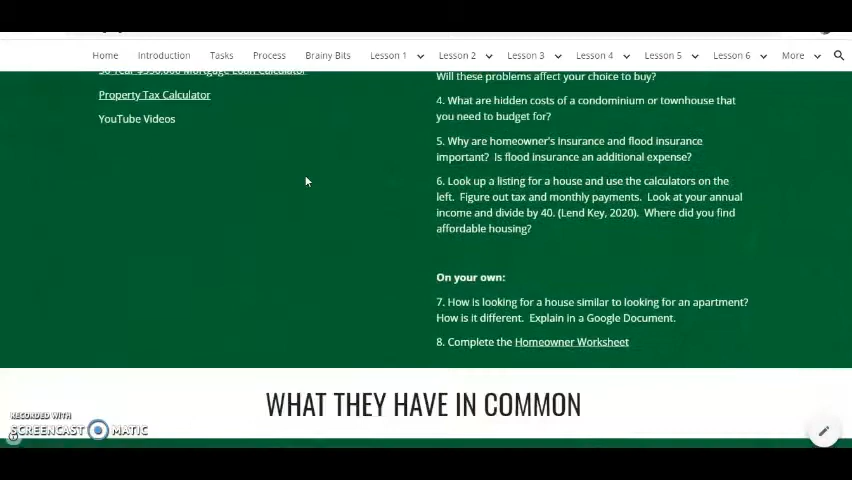 Home Introduction Tasks Process Brainy Bits Lesson 1 Lesson 2 Lesson 3 Lesson 4 Lesson 5 Lesson 6 More
30 Year $350,000 Mortgage Loan Calculator
Property Tax Calculator
YouTube Videos
Will these problems affect your choice to buy?
4. What are hidden costs of a condominium or townhouse that
you need to budget for?
5. Why are homeowner's insurance and flood insurance
important? Is flood insurance an additional expense?
6. Look up a listing for a house and use the calculators on the
left. Figure out tax and monthly payments. Look at your annual
income and divide by 40. (Lend Key, 2020). Where did you find
affordable housing?
On your own:
7. How is looking for a house similar to looking for an apartment?
How is it different. Explain in a Google Document.
8. Complete the Homeowner Worksheet
WHAT THEY HAVE IN COMMON
RECORDED WITH
SCREENCAST MATIC